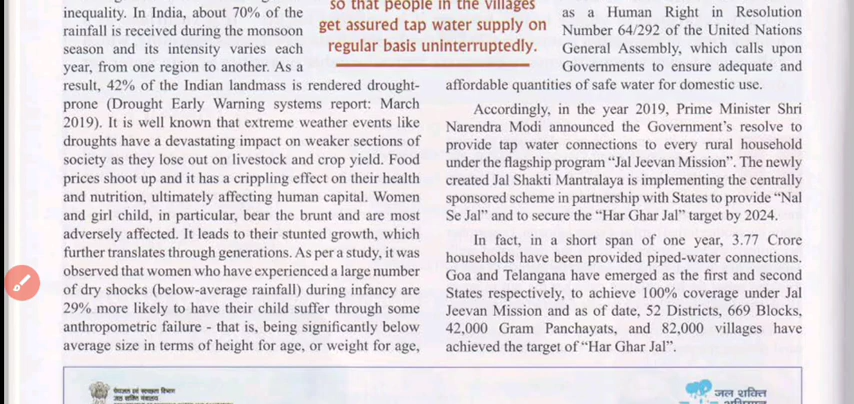 inequality. In India, about 70% of the
rainfall is received during the monsoon
season and its intensity varies each
year, from one region to another. As a
result, 42% of the Indian landmass is rendered drought-
prone (Drought Early Warning systems report: March
2019). It is well known that extreme weather events like
droughts have a devastating impact on weaker sections of
society as they lose out on livestock and crop yield. Food
prices shoot up and it has a crippling effect on their health
and nutrition, ultimately affecting human capital. Women
and girl child, in particular, bear the brunt and are most
adversely affected. It leads to their stunted growth, which
further translates through generations. As per a study, it was
observed that women who have experienced a large number
of dry shocks (below-average rainfall) during infancy are
29% more likely to have their child suffer through some
anthropometric failure - that is, being significantly below
average size in terms of height for age, or weight for age,
so that people in the villages
get assured tap water supply on
regular basis uninterruptedly.
as a Human Right in Resolution
Number 64/292 of the United Nations
General Assembly, which calls upon
Governments to ensure adequate and
affordable quantities of safe water for domestic use.
Accordingly, in the year 2019, Prime Minister Shri
Narendra Modi announced the Government's resolve to
provide tap water connections to every rural household
under the flagship program “Jal Jeevan Mission”. The newly
created Jal Shakti Mantralaya is implementing the centrally
sponsored scheme in partnership with States to provide “Nal
Se Jal” and to secure the “Har Ghar Jal” target by 2024.
In fact, in a short span of one year, 3.77 Crore
households have been provided piped-water connections.
Goa and Telangana have emerged as the first and second
States respectively, to achieve 100% coverage under Jal
Jeevan Mission and as of date, 52 Districts, 669 Blocks,
42,000 Gram Panchayats, and 82,000 villages have
achieved the target of “Har Ghar Jal”.
पेयजल एवं स्वच्छता विभाग
जल शक्ति मंत्रालय
जल शक्ति